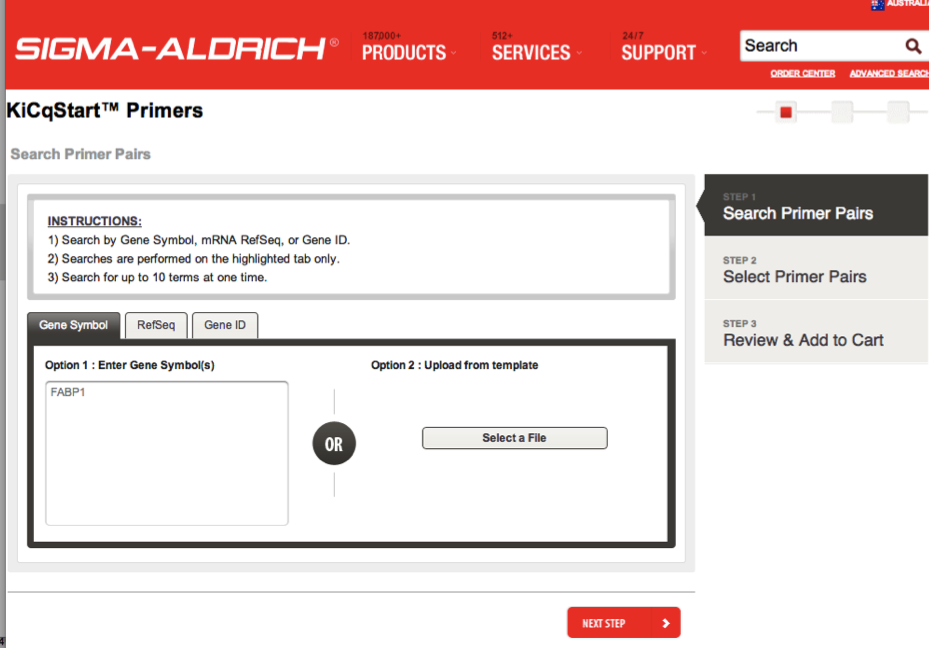 AUSTRALIA
SIGMA-ALDRICH®
187,000+
PRODUCTS
512+
SERVICES
24/7
SUPPORT
Search
ORDER CENTER
ADVANCED SEARCH
KiCqStart™ Primers
Search Primer Pairs
INSTRUCTIONS:
1) Search by Gene Symbol, mRNA RefSeq, or Gene ID.
2) Searches are performed on the highlighted tab only.
3) Search for up to 10 terms at one time.
Gene Symbol
RefSeq
Gene ID
Option 1 : Enter Gene Symbol(s)
FABP1
OR
Option 2 : Upload from template
Select a File
STEP 1
Search Primer Pairs
STEP 2
Select Primer Pairs
STEP 3
Review & Add to Cart
NEXT STEP